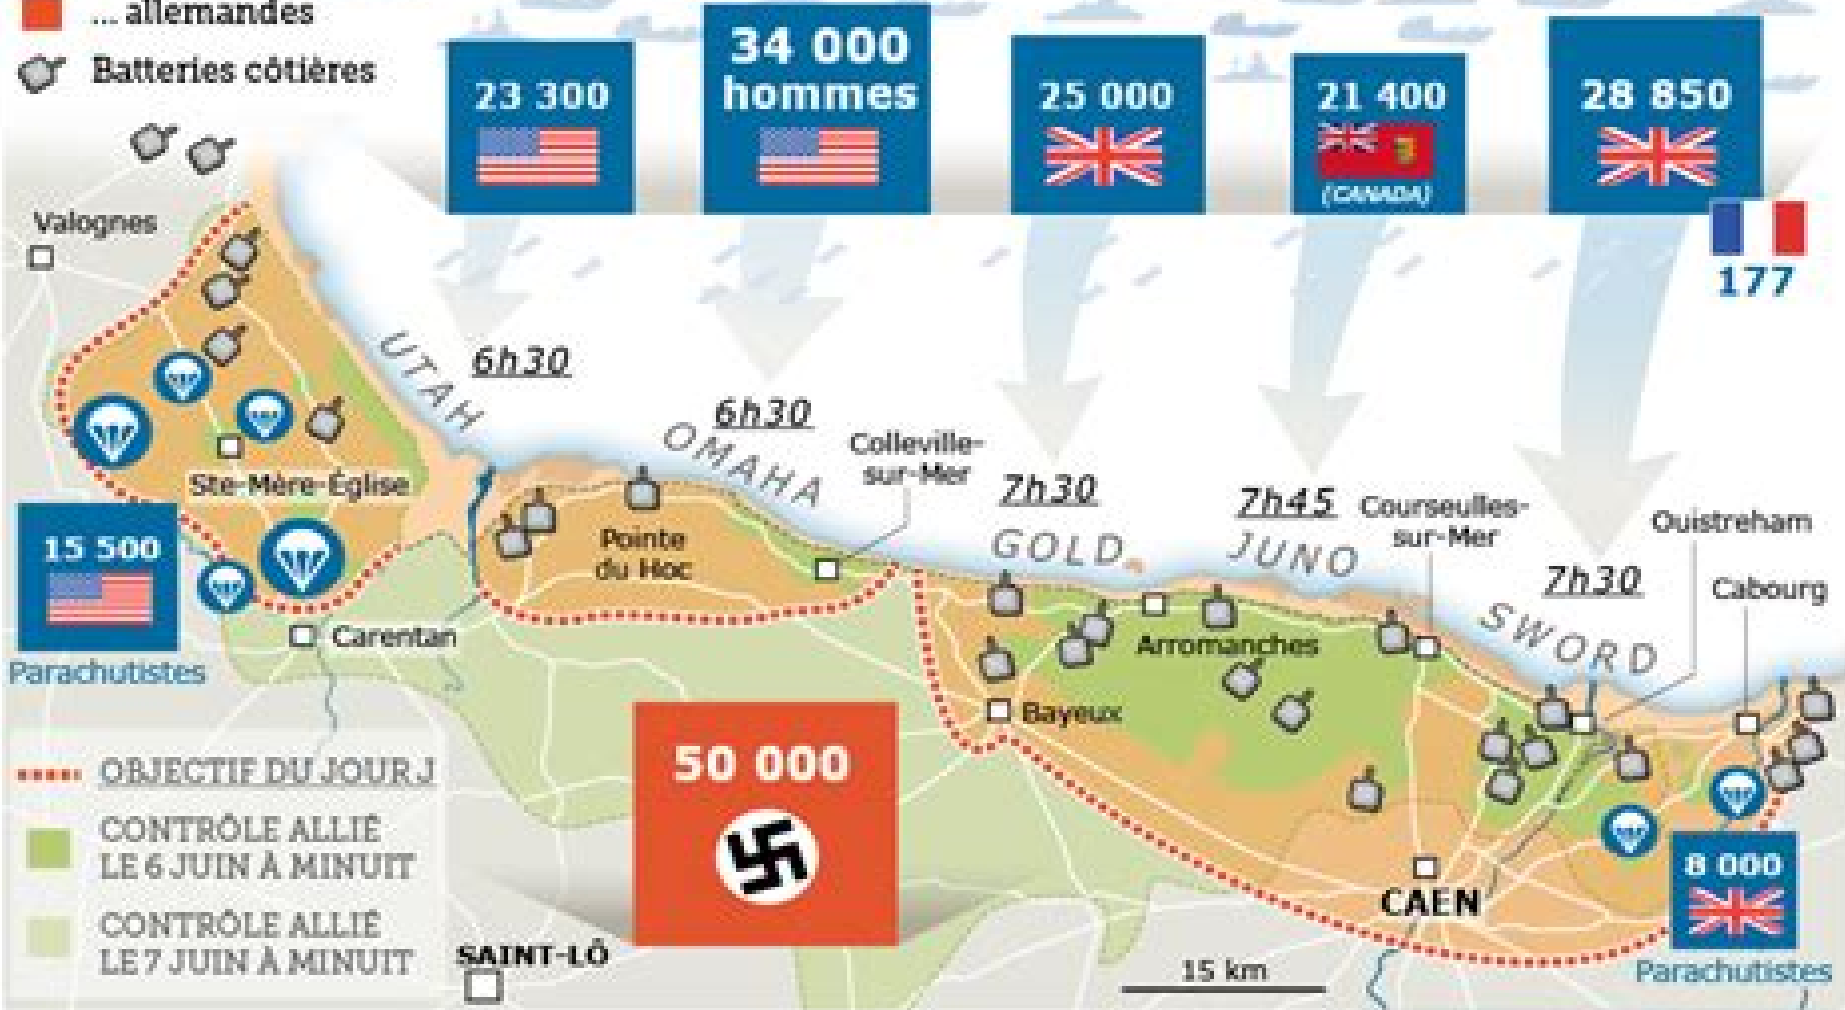 ... allemandes
Batteries côtières
23 300
34 000
hommes
25 000
21 400
(CANADA)
28 850
177
Valognes
UTAH
6h30
6h30
OMAHA
Colleville-
sur-Mer
7h30
GOLD
7h45
JUNO
Courseulles-
sur-Mer
7h30
SWORD
Ouistreham
Cabourg
Ste-Mère-Église
15 500
Parachutistes
Pointe
du Hoc
Carentan
Arromanches
Bayeux
50 000
OBJECTIF DU JOUR J
CONTRÔLE ALLIÉ
LE 6 JUIN À MINUIT
CONTRÔLE ALLIÉ
LE 7 JUIN À MINUIT
SAINT-LÔ
CAEN
8 000
Parachutistes
15 km